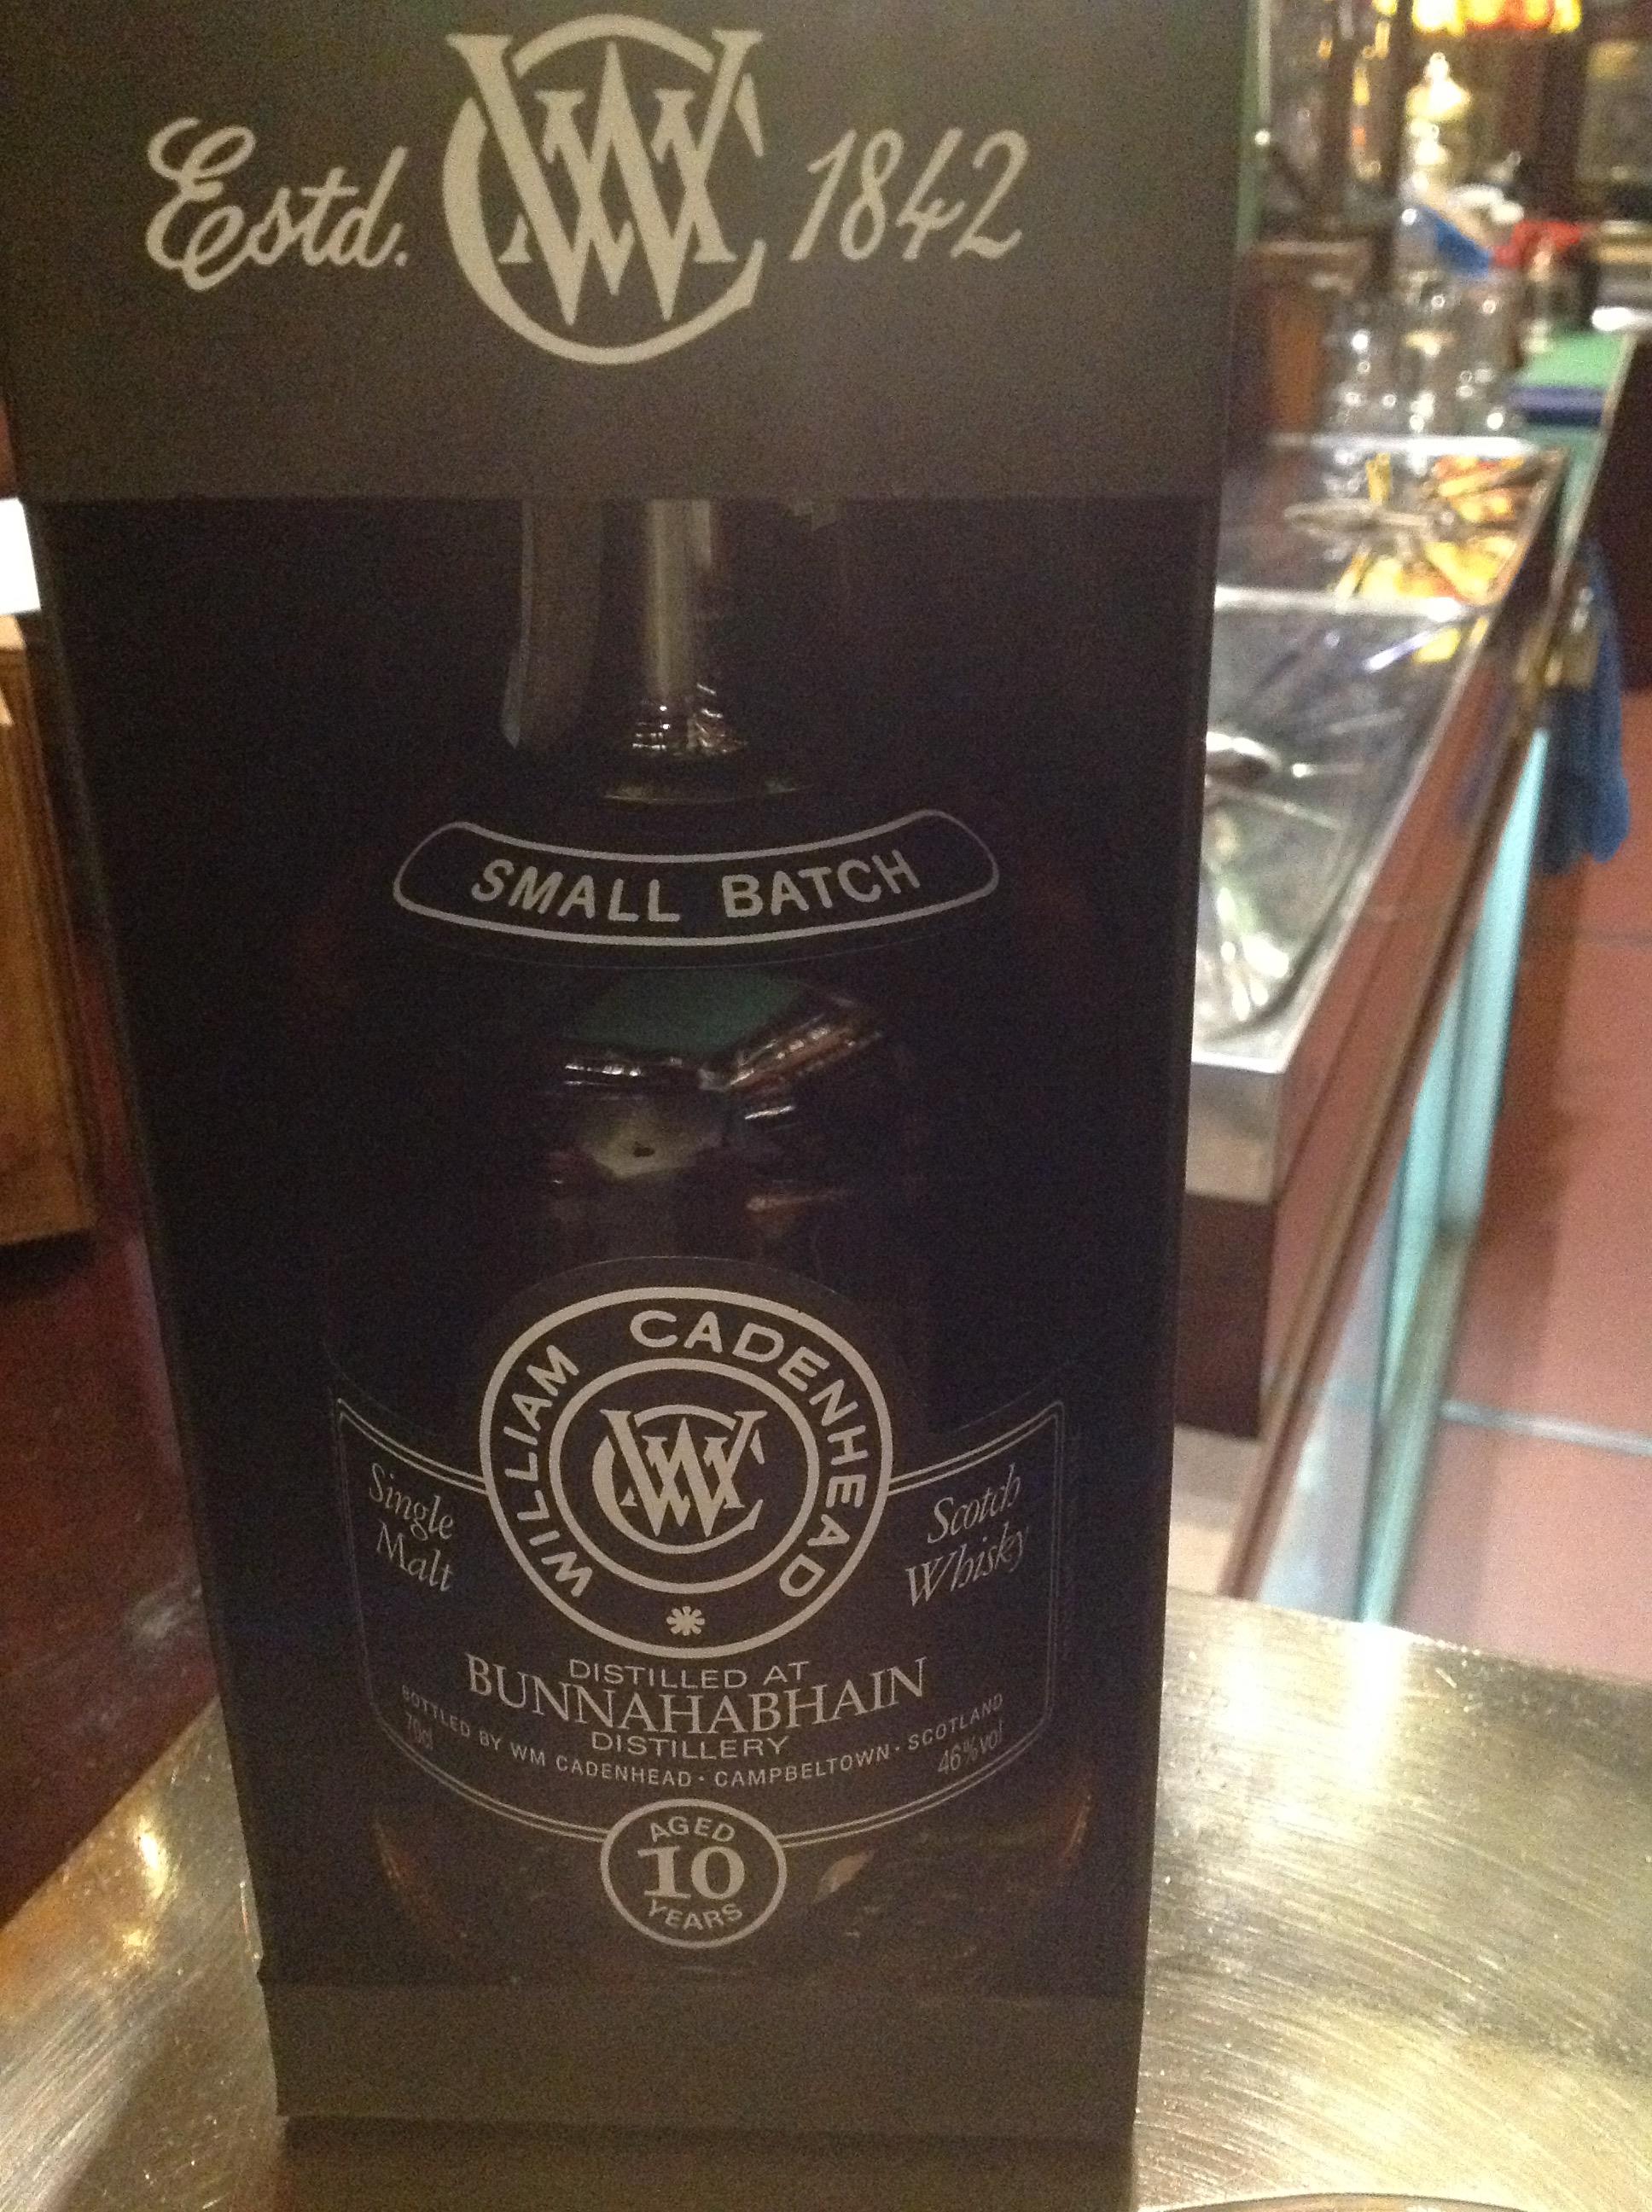 Estd. WC 1842
SMALL BATCH
WILLIAM CADENHEAD
WC
Single
Malt
Scotch
Whisky
DISTILLED AT
BUNNAHABHAIN
DISTILLERY
BOTTLED BY WM CADENHEAD · CAMPBELTOWN · SCOTLAND
70cl
46%vol
AGED
10
YEARS